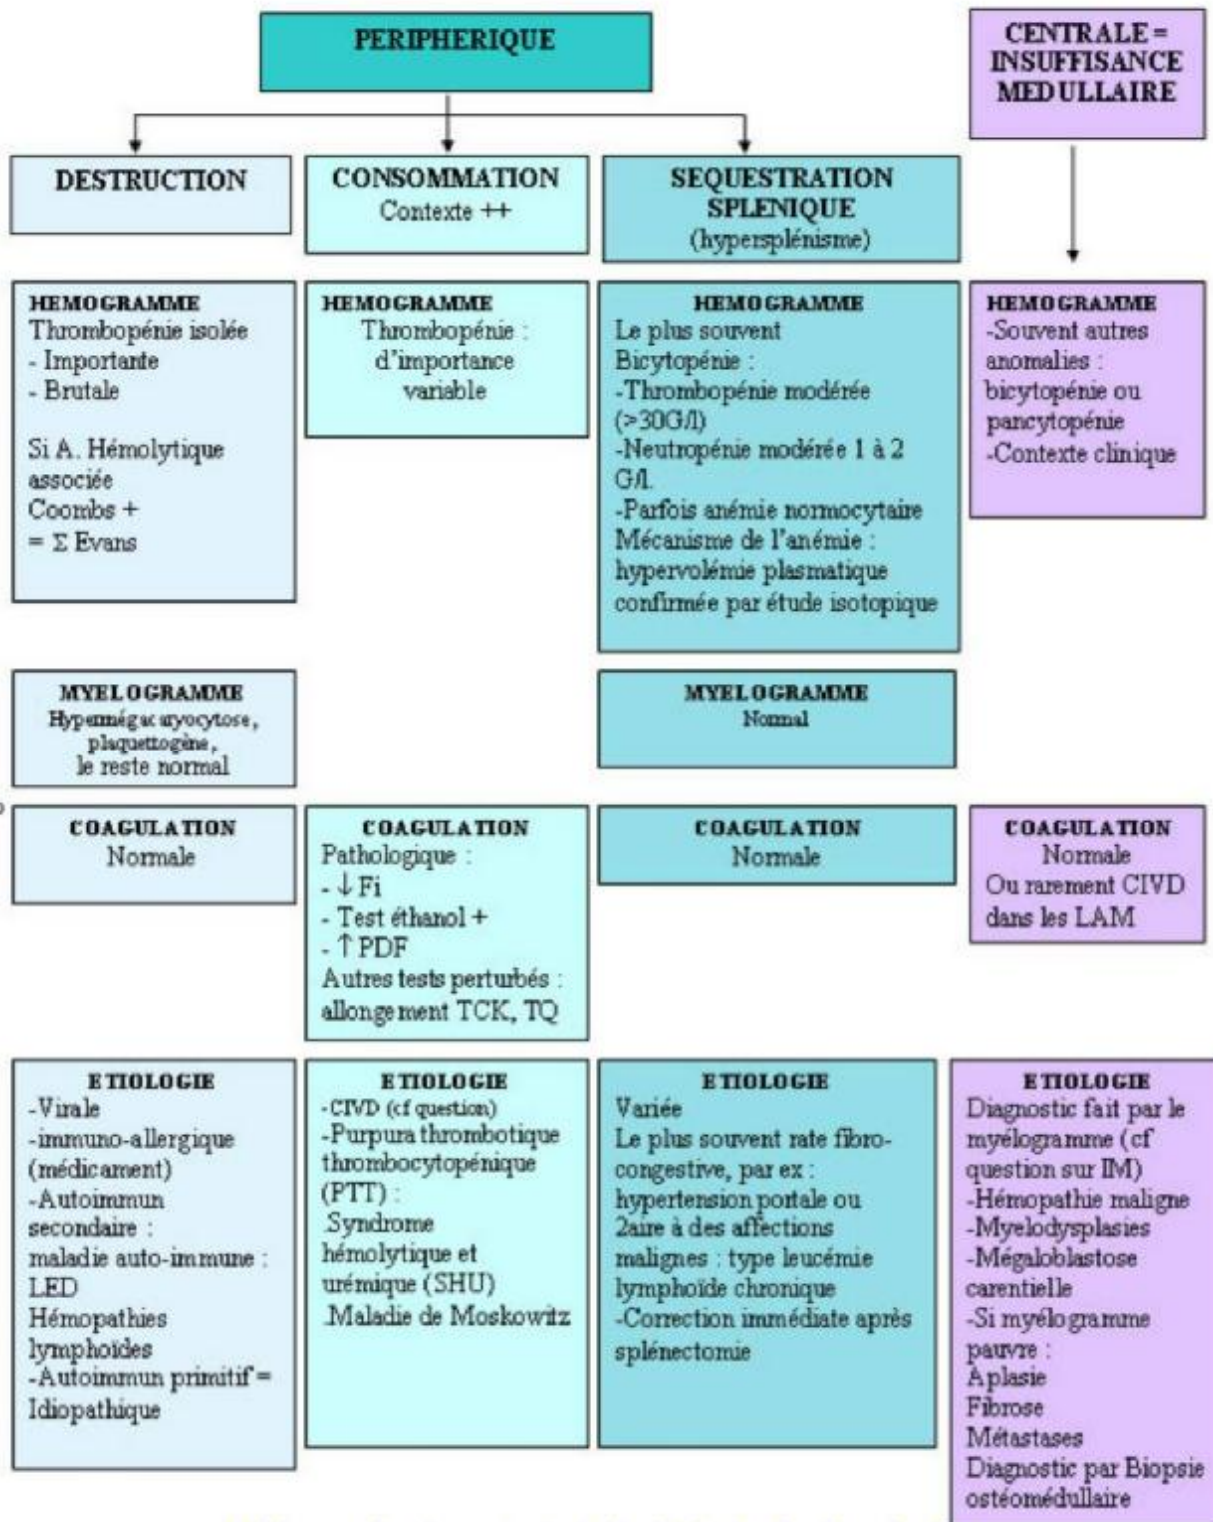 PERIPHERIQUE
CENTRALE =
INSUFFISANCE
MEDULLAIRE
DESTRUCTION
CONSOMMATION
Contexte ++
SEQUESTRATION
SPLENIQUE
(hypersplénisme)
HEMOGRAMME
Thrombopénie isolée
- Importante
- Brutale
Si A. Hémolytique
associée
Coombs +
= Σ Evans
HEMOGRAMME
Thrombopénie :
d'importance
variable
HEMOGRAMME
Le plus souvent
Bicytopénie :
-Thrombopénie modérée
(>30G/l)
-Neutropénie modérée 1 à 2
G/l.
-Parfois anémie normocytaire
Mécanisme de l'anémie :
hypervolémie plasmatique
confirmée par étude isotopique
HEMOGRAMME
-Souvent autres
anomalies :
bicytopénie ou
pancytopénie
-Contexte clinique
MYELOGRAMME
Hypermégacaryocytose,
plaquettogène,
le reste normal
MYELOGRAMME
Normal
COAGULATION
Normale
COAGULATION
Pathologique :
- ↓ Fi
- Test éthanol +
- ↑ PDF
Autres tests perturbés :
allongement TCK, TQ
COAGULATION
Normale
COAGULATION
Normale
Ou rarement CIVD
dans les LAM
ETIOLOGIE
-Virale
-immuno-allergique
(médicament)
-Autoimmun
secondaire :
maladie auto-immune :
LED
Hémopathies
lymphoïdes
-Autoimmun primitif =
Idiopathique
ETIOLOGIE
-CIVD (cf question)
-Purpura thrombotique
thrombocytopénique
(PTT) :
.Syndrome
hémolytique et
urémique (SHU)
.Maladie de Moskowitz
ETIOLOGIE
Variée
Le plus souvent rate fibro-
congestive, par ex :
hypertension portale ou
2aire à des affections
malignes : type leucémie
lymphoïde chronique
-Correction immédiate après
splénectomie
ETIOLOGIE
Diagnostic fait par le
myélogramme (cf
question sur IM)
-Hémopathie maligne
-Myelodysplasies
-Mégaloblastose
carentielle
-Si myélogramme
pauvre :
Aplasie
Fibrose
Métastases
Diagnostic par Biopsie
ostéomédullaire